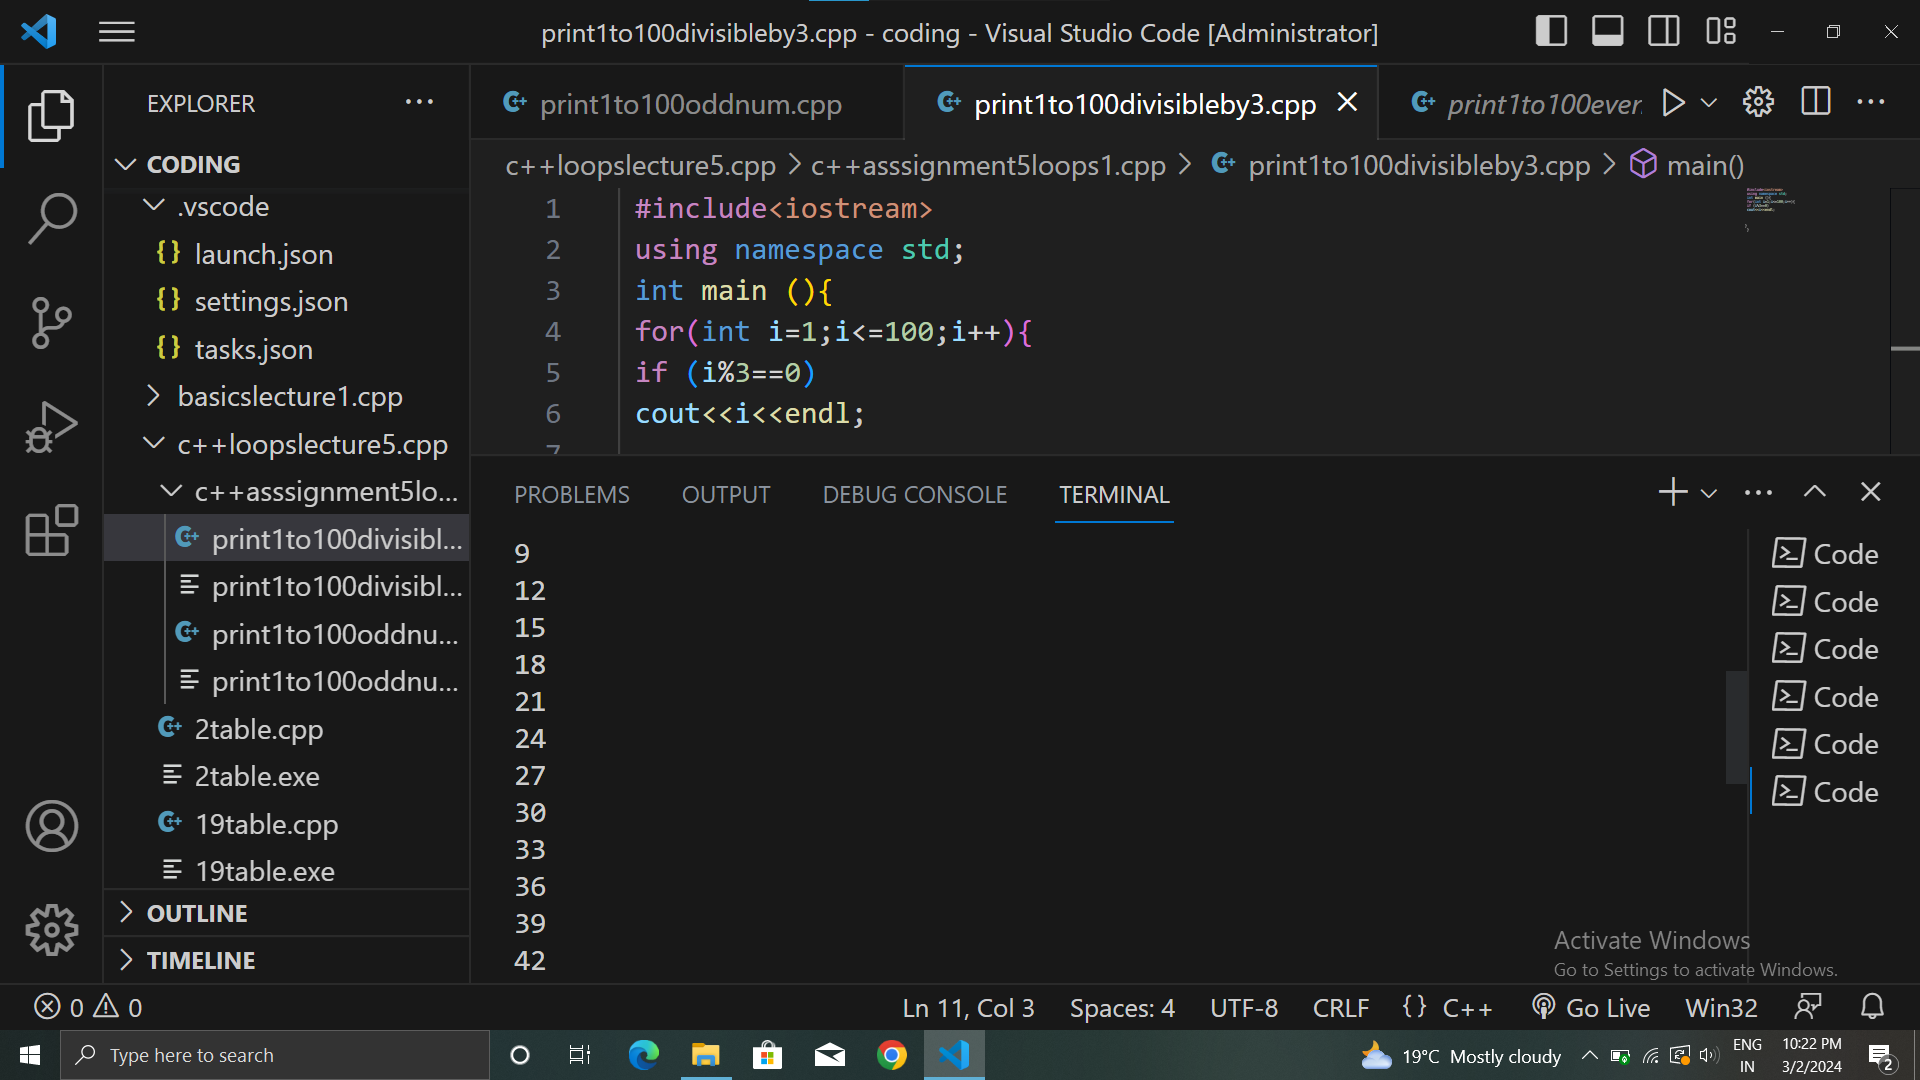 print1to100divisibleby3.cpp - coding - Visual Studio Code [Administrator]
EXPLORER
print1to100oddnum.cpp
print1to100divisibleby3.cpp
print1to100ever
CODING
c++loopslecture5.cpp > c++asssignment5loops1.cpp > print1to100divisibleby3.cpp > main()
.vscode
{} launch.json
{} settings.json
{} tasks.json
basicslecture1.cpp
c++loopslecture5.cpp
c++asssignment5lo...
print1to100divisibl...
print1to100divisibl...
print1to100oddnu...
print1to100oddnu...
2table.cpp
2table.exe
19table.cpp
19table.exe
OUTLINE
TIMELINE
1 #include<iostream>
2 using namespace std;
3 int main (){
4 for(int i=1;i<=100;i++){
5 if (i%3==0)
6 cout<<i<<endl;
7
PROBLEMS OUTPUT DEBUG CONSOLE TERMINAL
9
12
15
18
21
24
27
30
33
36
39
42
Code
Code
Code
Code
Code
Code
Activate Windows
Go to Settings to activate Windows.
0 0
Ln 11, Col 3 Spaces: 4 UTF-8 CRLF {} C++ Go Live Win32
Type here to search
19°C Mostly cloudy
ENG
IN
10:22 PM
3/2/2024
2